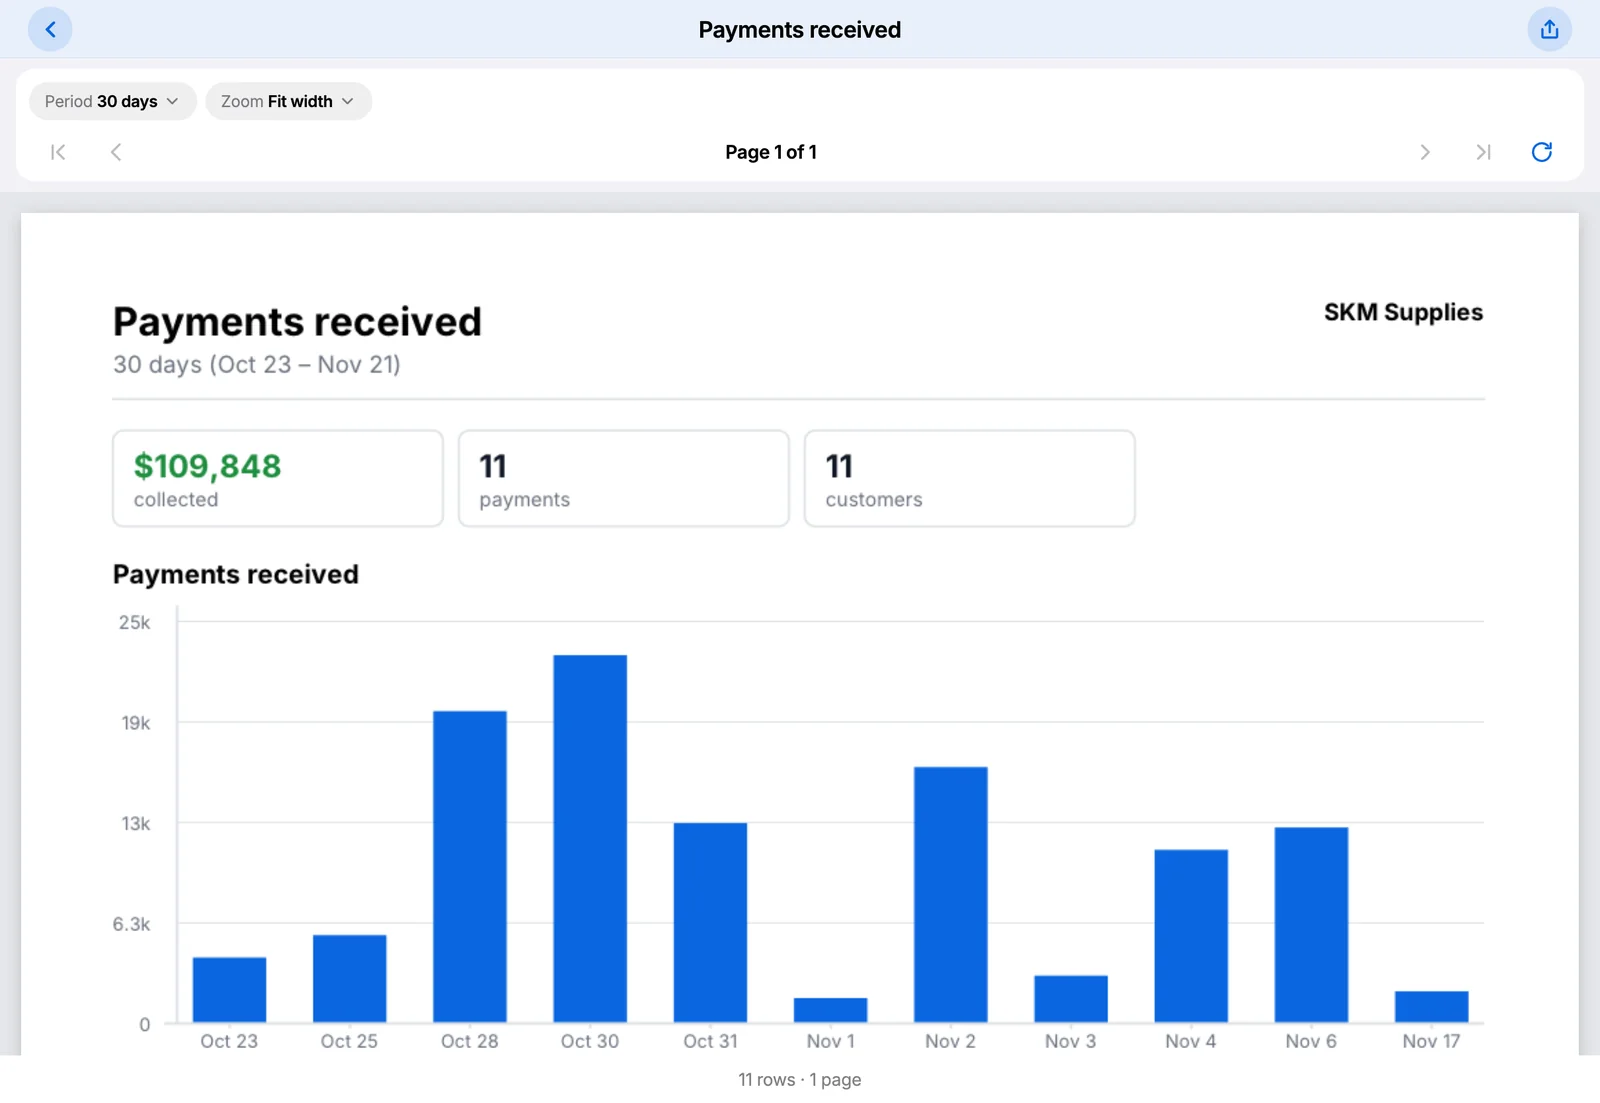 Payments received
Period 30 days
Zoom Fit width
Page 1 of 1
Payments received
SKM Supplies
30 days (Oct 23 – Nov 21)
$109,848
collected
11
payments
11
customers
Payments received
25k
19k
13k
6.3k
0
Oct 23 Oct 25 Oct 28 Oct 30 Oct 31 Nov 1 Nov 2 Nov 3 Nov 4 Nov 6 Nov 17
11 rows · 1 page